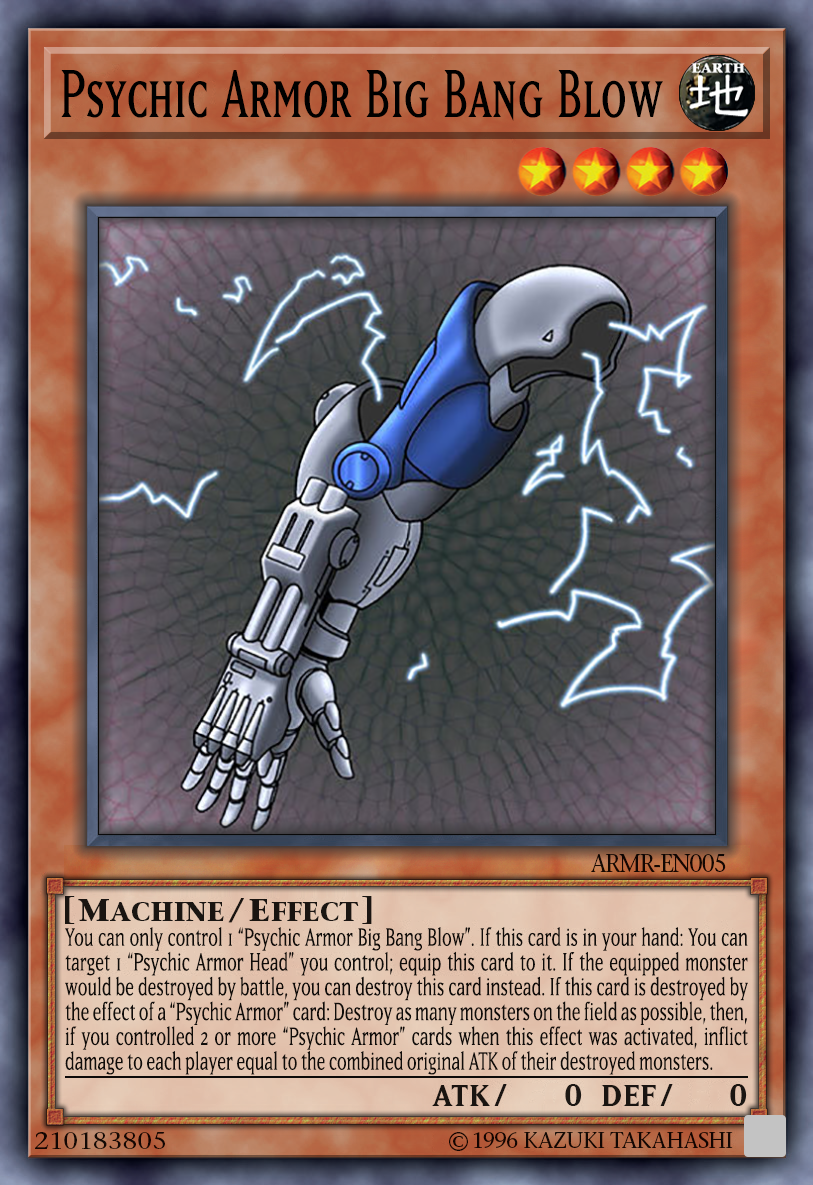 Psychic Armor Big Bang Blow
EARTH
地
ARMR-EN005
[Machine/Effect]
You can only control 1 “Psychic Armor Big Bang Blow”. If this card is in your hand: You can
target 1 “Psychic Armor Head” you control; equip this card to it. If the equipped monster
would be destroyed by battle, you can destroy this card instead. If this card is destroyed by
the effect of a “Psychic Armor” card: Destroy as many monsters on the field as possible, then,
if you controlled 2 or more “Psychic Armor” cards when this effect was activated, inflict
damage to each player equal to the combined original ATK of their destroyed monsters.
ATK/ 0 DEF/ 0
210183805
© 1996 KAZUKI TAKAHASHI